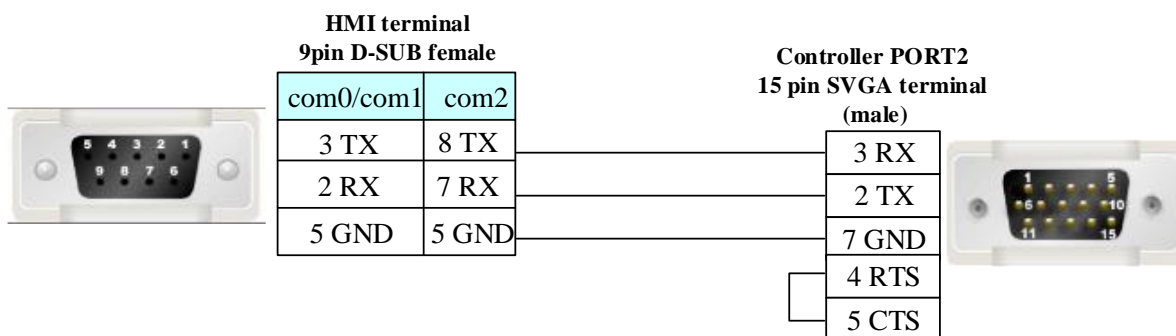 HMI terminal
9pin D-SUB female
com0/com1 com2
3 TX 8 TX
2 RX 7 RX
5 GND 5 GND
5 4 3 2 1
9 8 7 6
Controller PORT2
15 pin SVGA terminal
(male)
3 RX
2 TX
7 GND
4 RTS
5 CTS
1 5
6 10
11 15